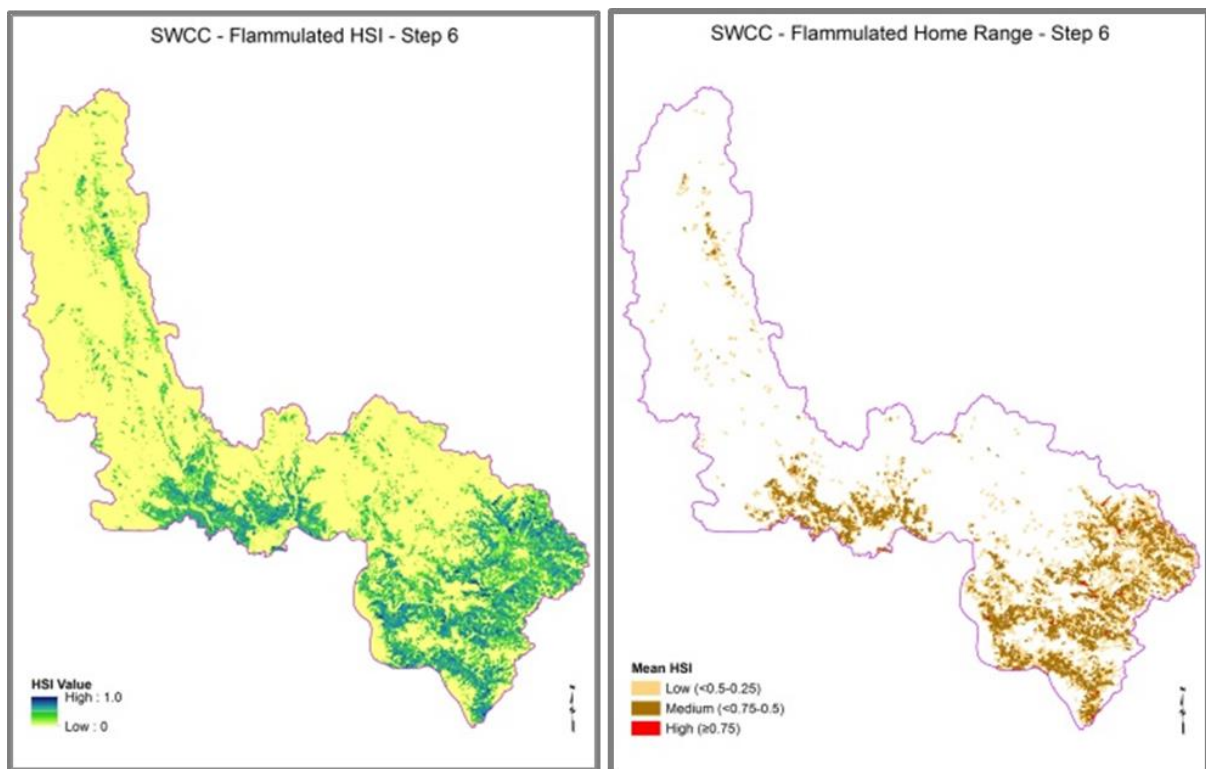 SWCC - Flammulated HSI - Step 6
HSI Value
High : 1.0
Low : 0
SWCC - Flammulated Home Range - Step 6
Mean HSI
Low (<0.5-0.25)
Medium (<0.75-0.5)
High (≥0.75)